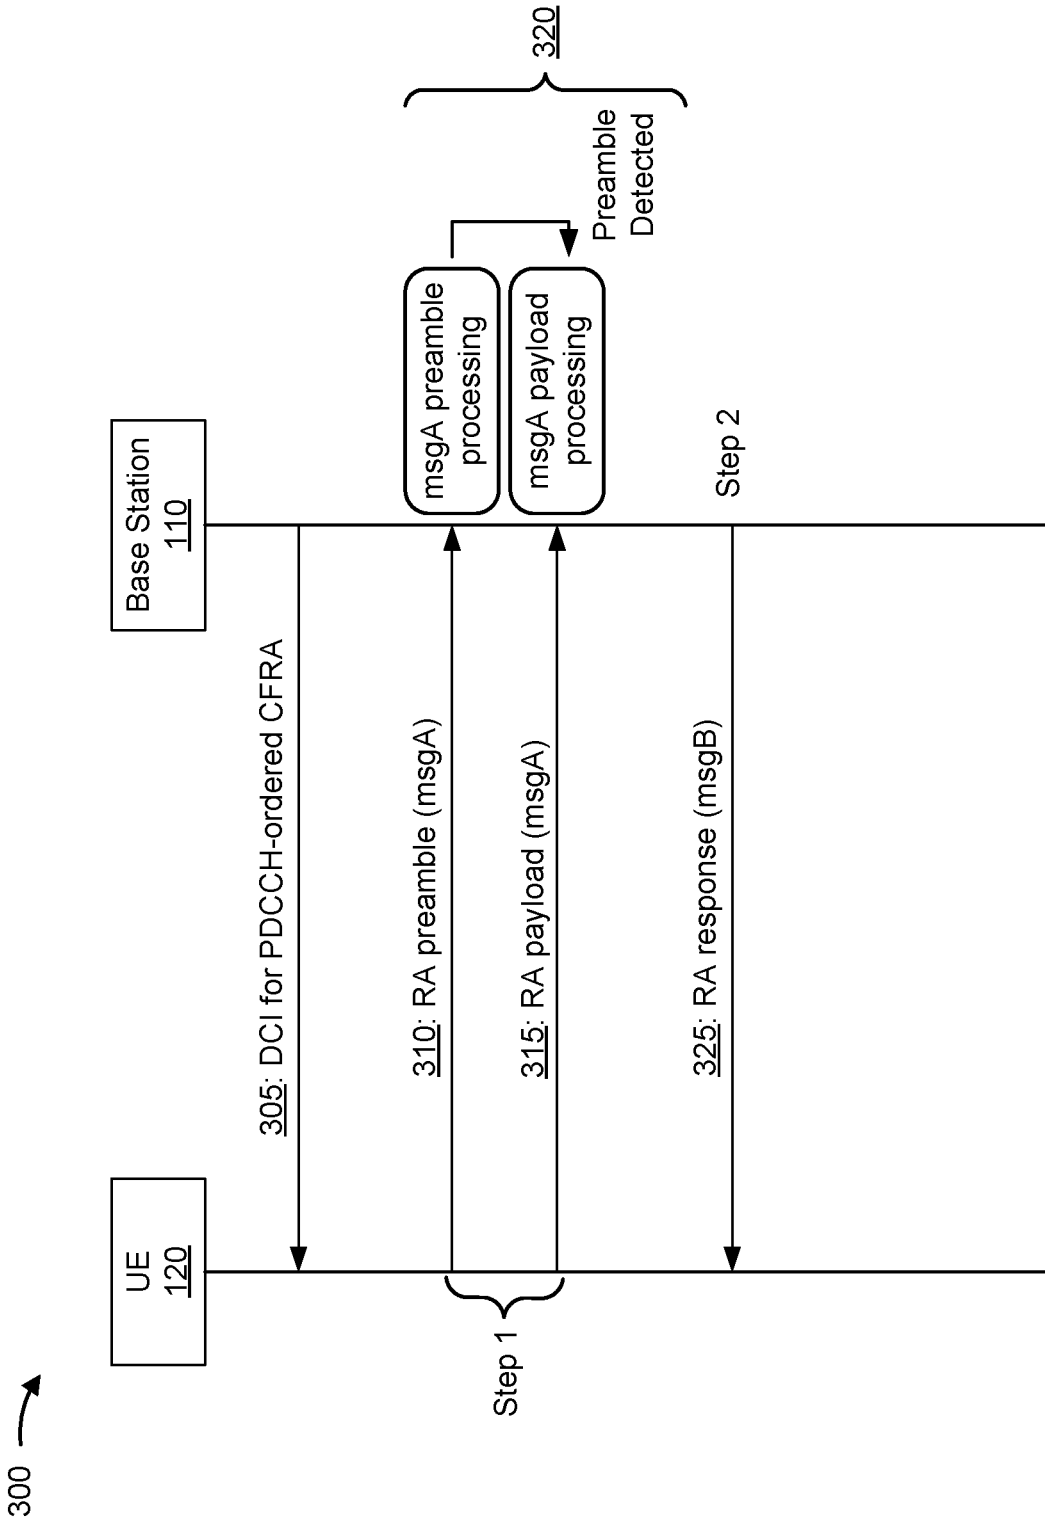 300
UE
120
Base Station
110
305: DCI for PDCCH-ordered CFRA
Step 1
310: RA preamble (msgA)
315: RA payload (msgA)
msgA preamble
processing
msgA payload
processing
Preamble
Detected
320
325: RA response (msgB)
Step 2